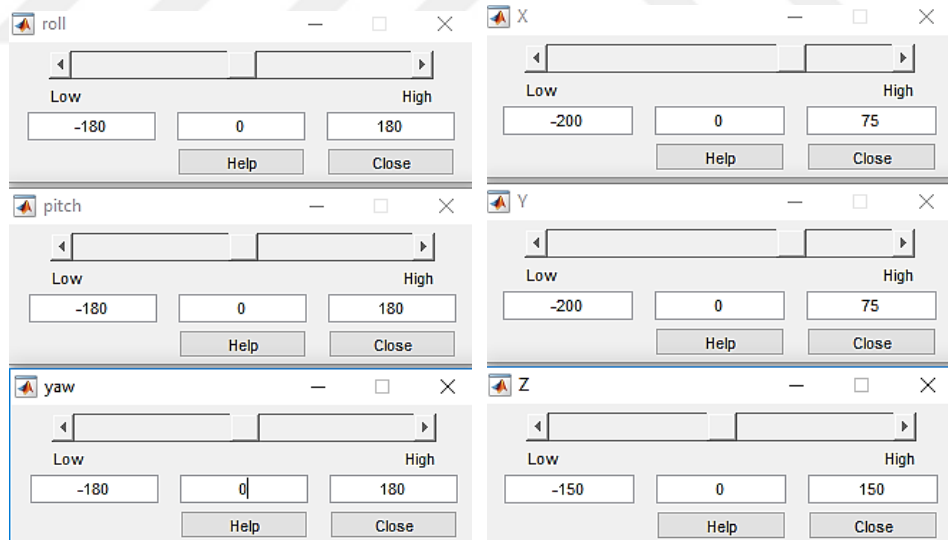 roll
Low High
-180 0 180
Help Close
pitch
Low High
-180 0 180
Help Close
yaw
Low High
-180 0 180
Help Close
X
Low High
-200 0 75
Help Close
Y
Low High
-200 0 75
Help Close
Z
Low High
-150 0 150
Help Close